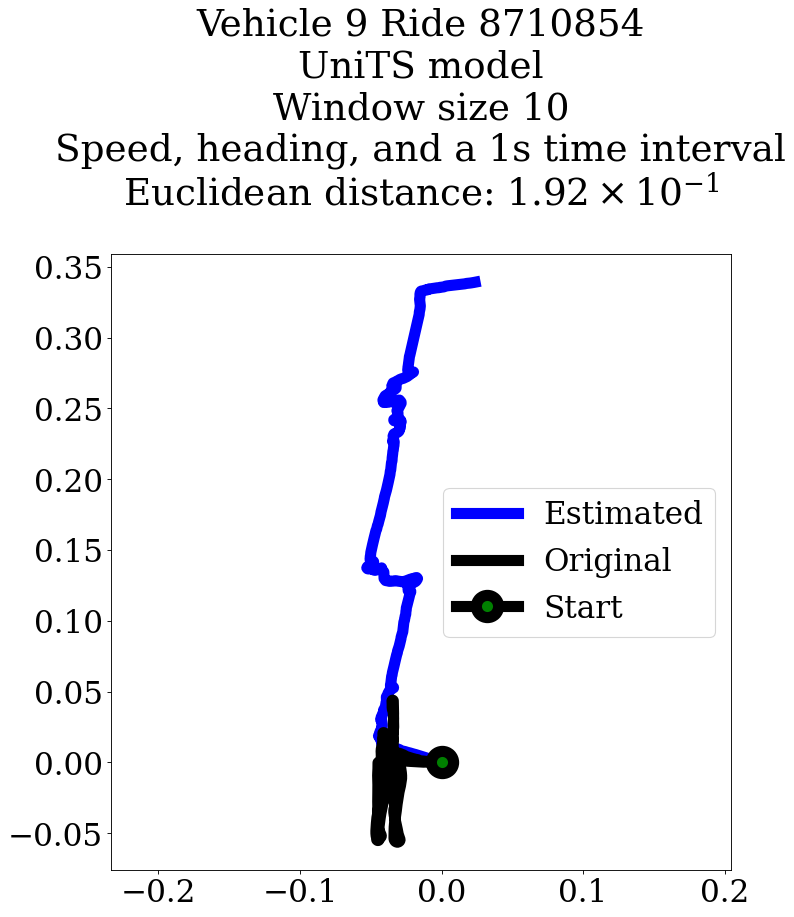 Vehicle 9 Ride 8710854
UniTS model
Window size 10
Speed, heading, and a 1s time interval
Euclidean distance: 1.92 × 10⁻¹
0.35
0.30
0.25
0.20
0.15
0.10
0.05
0.00
−0.05
Estimated
Original
Start
−0.2 −0.1 0.0 0.1 0.2